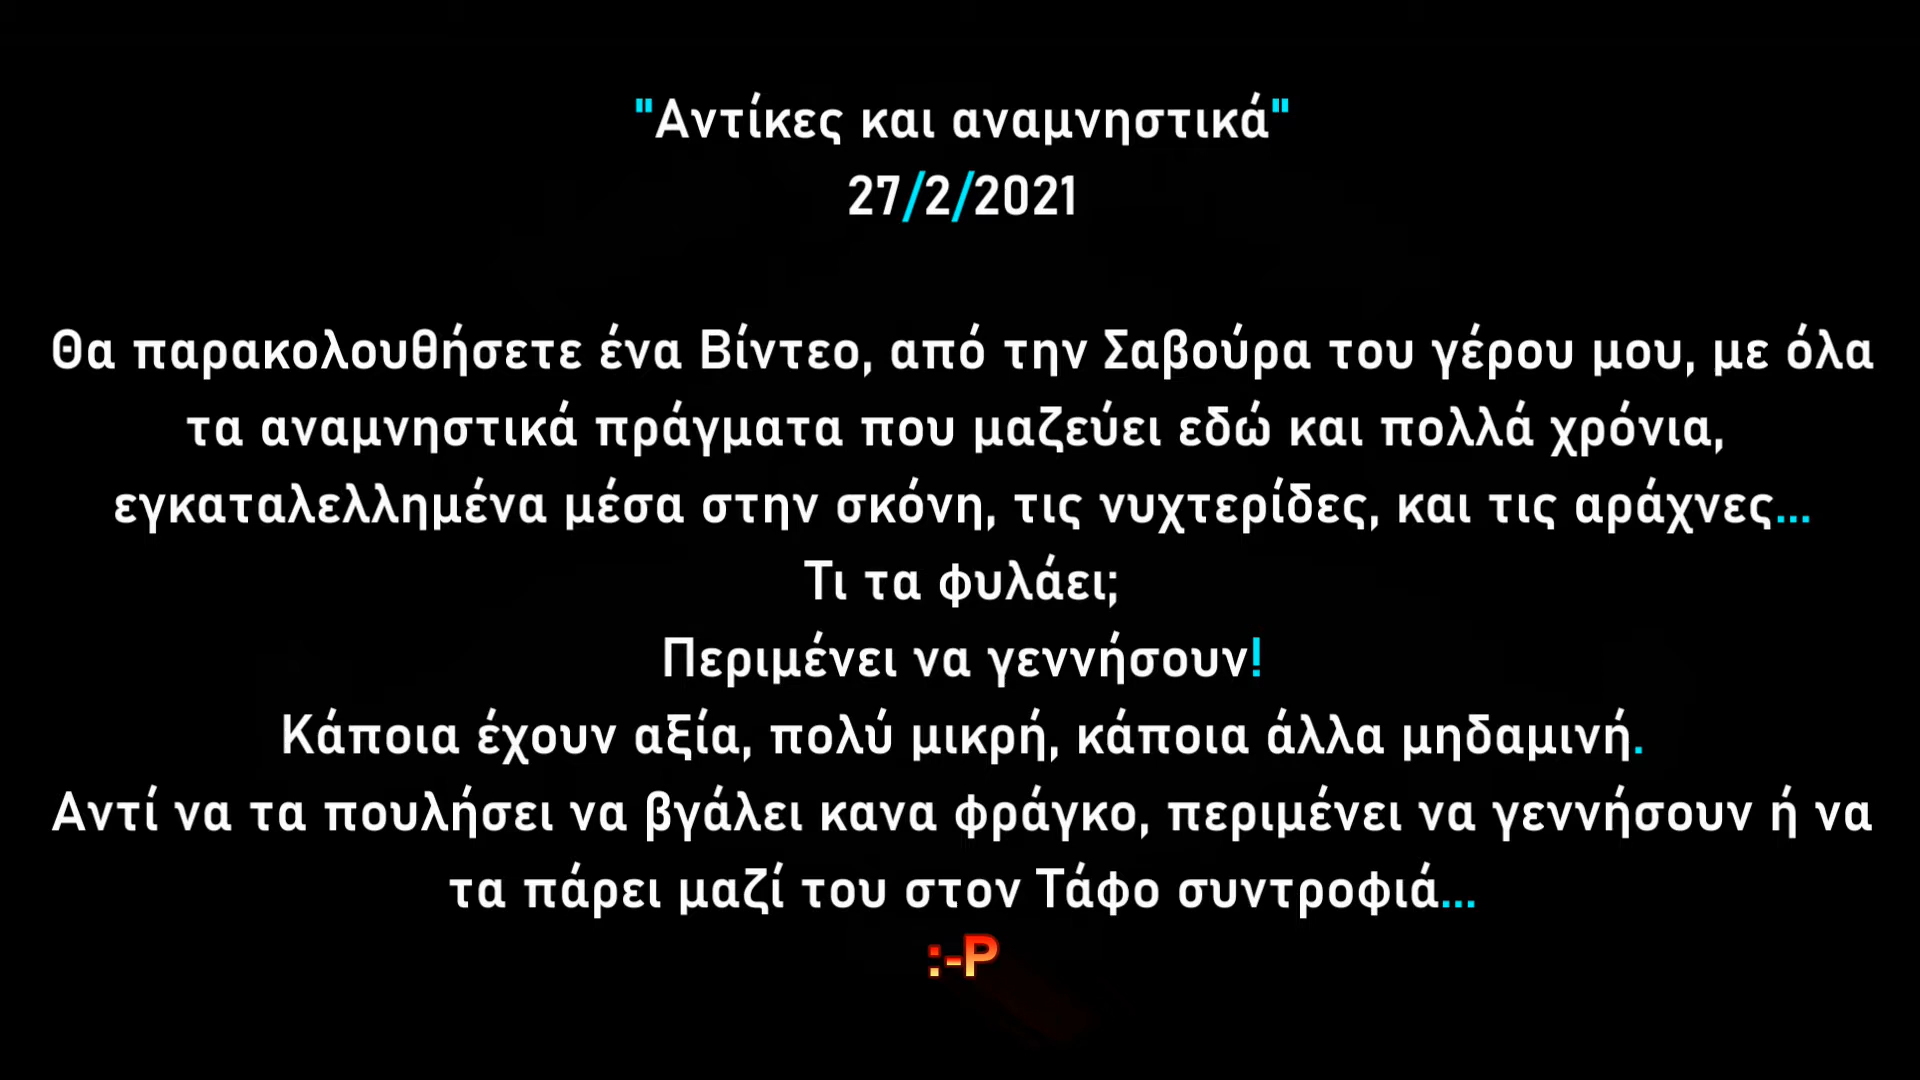 "Αντίκες και αναμνηστικά"
27/2/2021
Θα παρακολουθήσετε ένα Βίντεο, από την Σαβούρα του γέρου μου, με όλα
τα αναμνηστικά πράγματα που μαζεύει εδώ και πολλά χρόνια,
εγκαταλελλημένα μέσα στην σκόνη, τις νυχτερίδες, και τις αράχνες...
Τι τα φυλάει;
Περιμένει να γεννήσουν!
Κάποια έχουν αξία, πολύ μικρή, κάποια άλλα μηδαμινή.
Αντί να τα πουλήσει να βγάλει κανα φράγκο, περιμένει να γεννήσουν ή να
τα πάρει μαζί του στον Τάφο συντροφιά...
:-P